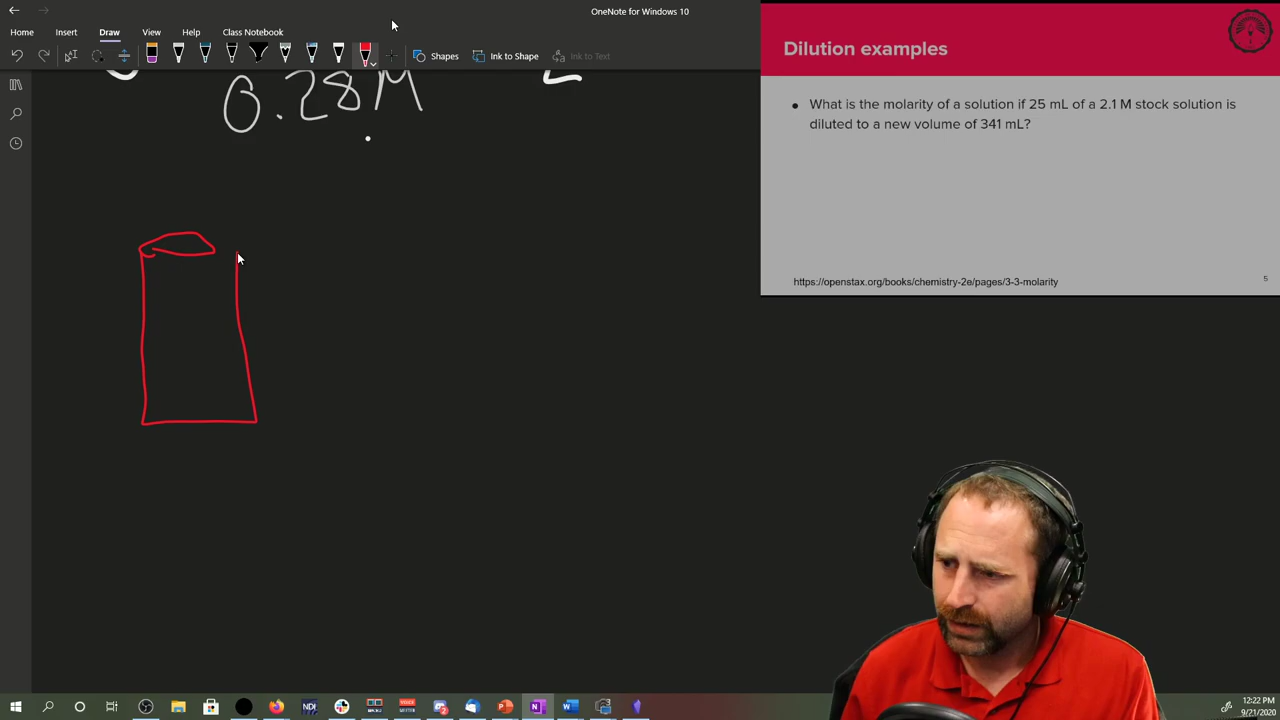 OneNote for Windows 10
Home Insert Draw View Help Class Notebook
Shapes Ink to Shape Ink to Text
0.28M
Dilution examples
• What is the molarity of a solution if 25 mL of a 2.1 M stock solution is
diluted to a new volume of 341 mL?
https://openstax.org/books/chemistry-2e/pages/3-3-molarity
5
12:22 PM
9/21/2020